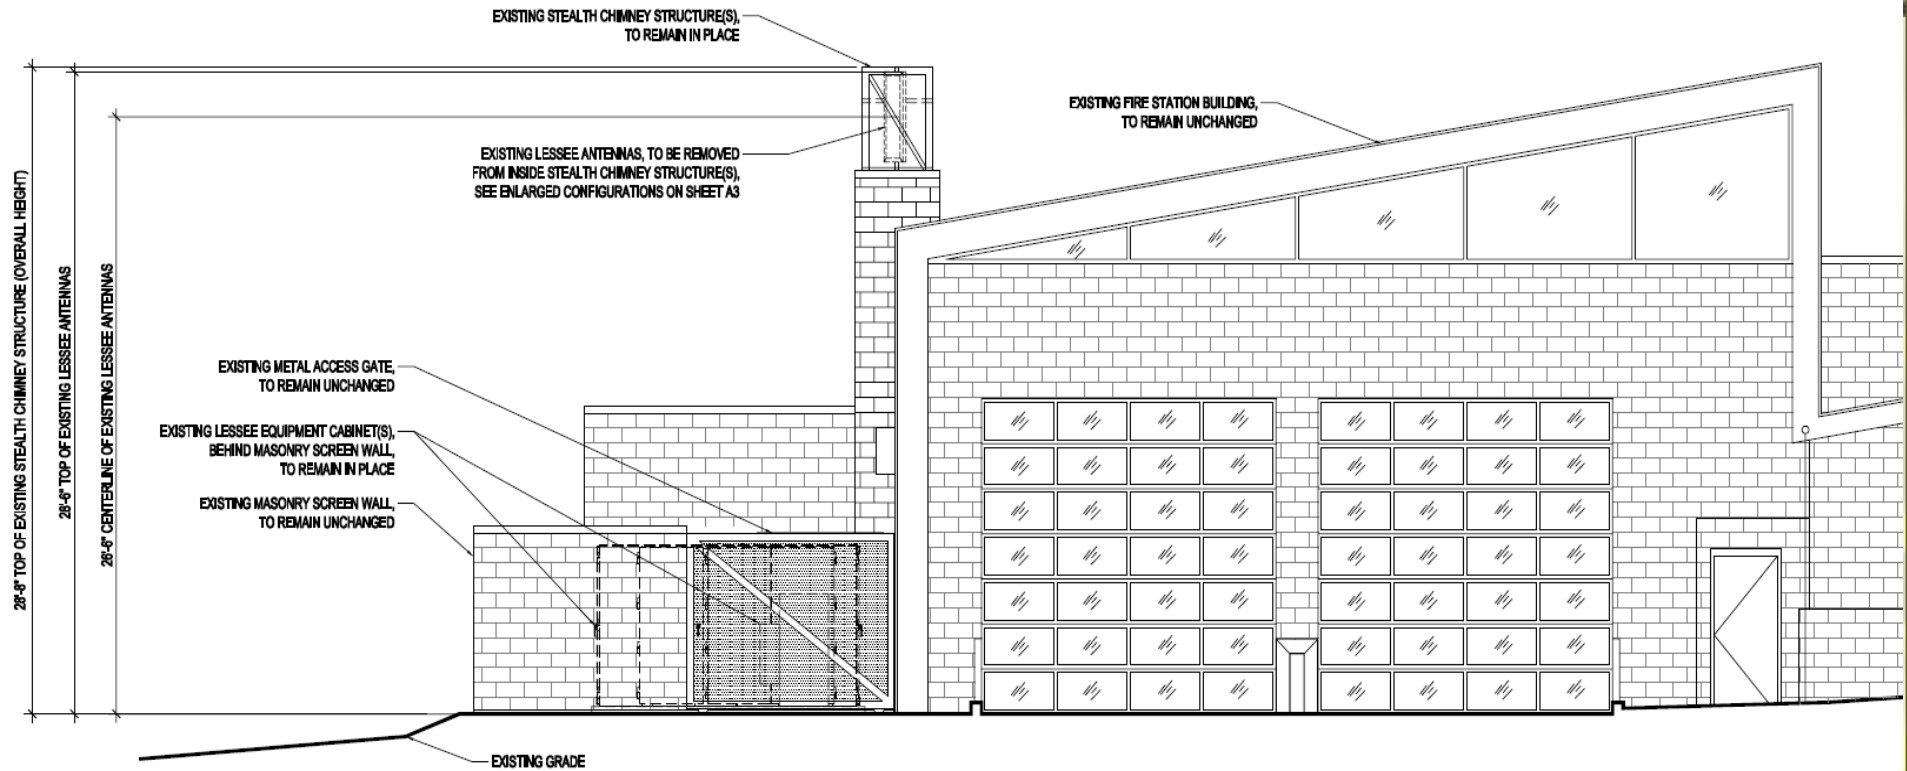 EXISTING STEALTH CHIMNEY STRUCTURE(S),
TO REMAIN IN PLACE
EXISTING FIRE STATION BUILDING,
TO REMAIN UNCHANGED
EXISTING LESSEE ANTENNAS, TO BE REMOVED
FROM INSIDE STEALTH CHIMNEY STRUCTURE(S),
SEE ENLARGED CONFIGURATIONS ON SHEET A3
28'-8" TOP OF EXISTING STEALTH CHIMNEY STRUCTURE (OVERALL HEIGHT)
28'-6" TOP OF EXISTING LESSEE ANTENNAS
26'-6" CENTERLINE OF EXISTING LESSEE ANTENNAS
EXISTING METAL ACCESS GATE,
TO REMAIN UNCHANGED
EXISTING LESSEE EQUIPMENT CABINET(S),
BEHIND MASONRY SCREEN WALL,
TO REMAIN IN PLACE
EXISTING MASONRY SCREEN WALL,
TO REMAIN UNCHANGED
EXISTING GRADE